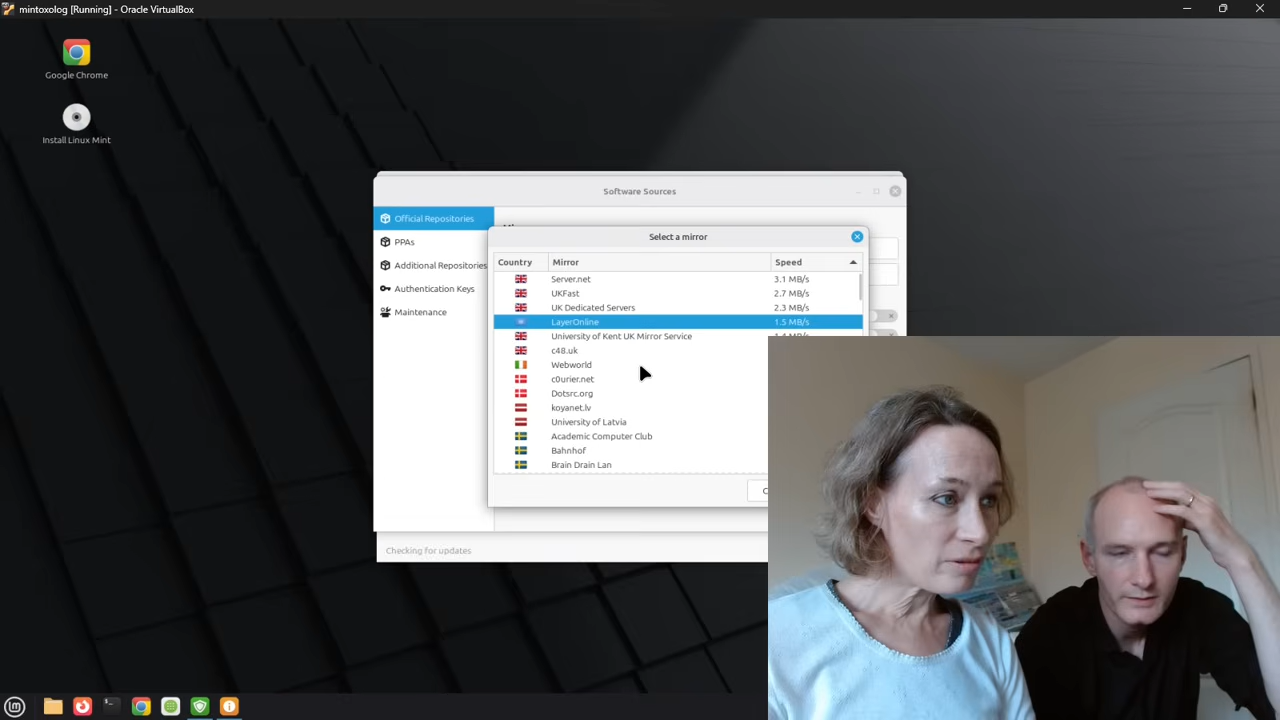 mintoxolog [Running] - Oracle VirtualBox
Google Chrome
Install Linux Mint
Software Sources
Official Repositories
PPAs
Additional Repositories
Authentication Keys
Maintenance
Select a mirror
Country Mirror Speed
Server.net 3.1 MB/s
UKFast 2.7 MB/s
UK Dedicated Servers 2.3 MB/s
LayerOnline 1.5 MB/s
University of Kent UK Mirror Service
c48.uk
Webworld
c0urier.net
Dotsrc.org
koyanet.lv
University of Latvia
Academic Computer Club
Bahnhof
Brain Drain Lan
Checking for updates